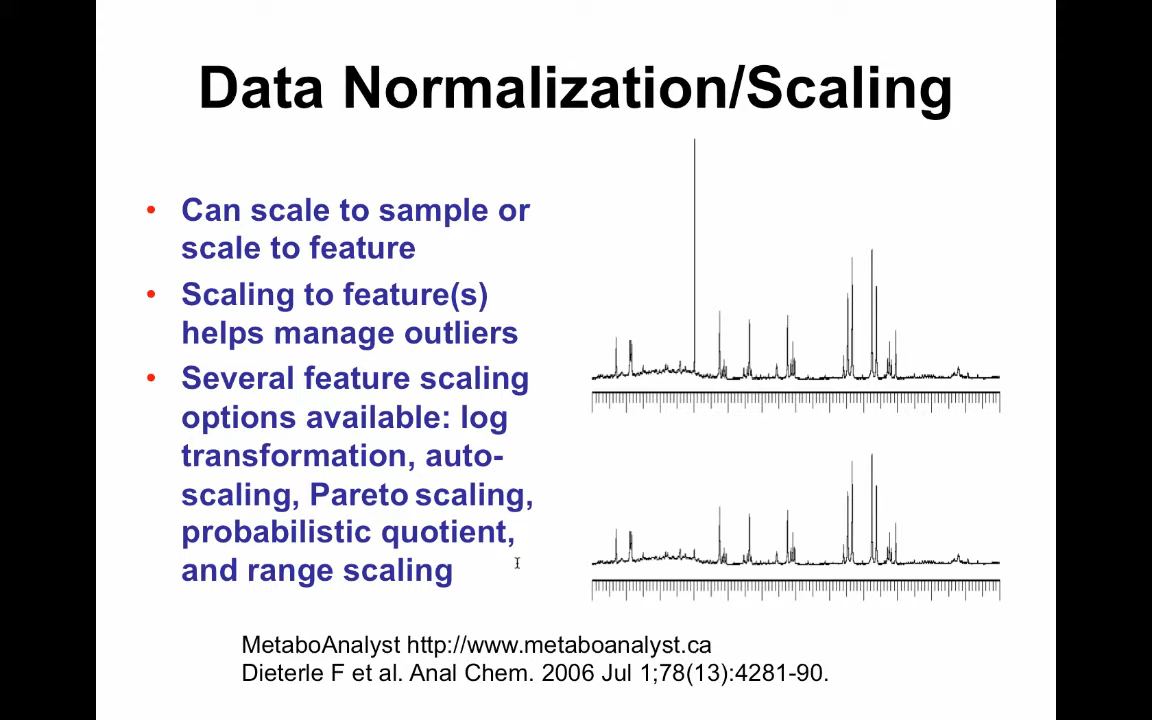 Data Normalization/Scaling
• Can scale to sample or
scale to feature
• Scaling to feature(s)
helps manage outliers
• Several feature scaling
options available: log
transformation, auto-
scaling, Pareto scaling,
probabilistic quotient,
and range scaling
MetaboAnalyst http://www.metaboanalyst.ca
Dieterle F et al. Anal Chem. 2006 Jul 1;78(13):4281-90.